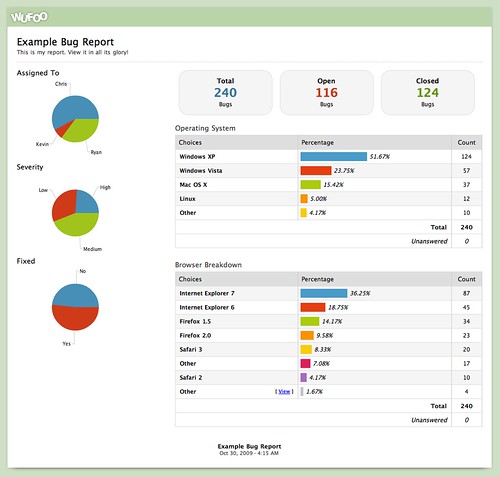 WUFOO
Example Bug Report
This is my report. View it in all its glory!
Assigned To
Chris
Kevin
Ryan
Severity
Low
High
Medium
Fixed
No
Yes
Total
240
Bugs
Open
116
Bugs
Closed
124
Bugs
Operating System
Choices Percentage Count
Windows XP 51.67% 124
Windows Vista 23.75% 57
Mac OS X 15.42% 37
Linux 5.00% 12
Other 4.17% 10
Total 240
Unanswered 0
Browser Breakdown
Choices Percentage Count
Internet Explorer 7 36.25% 87
Internet Explorer 6 18.75% 45
Firefox 1.5 14.17% 34
Firefox 2.0 9.58% 23
Safari 3 8.33% 20
Other 7.08% 17
Safari 2 4.17% 10
Other [ View ] 1.67% 4
Total 240
Unanswered 0
Example Bug Report
Oct 30, 2009 - 4:15 AM